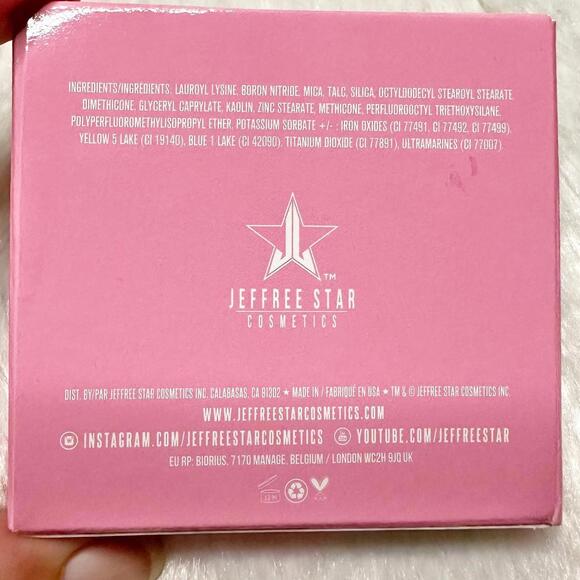 INGREDIENTS/INGRÉDIENTS: LAUROYL LYSINE, BORON NITRIDE, MICA, TALC, SILICA, OCTYLDODECYL STEAROYL STEARATE,
DIMETHICONE, GLYCERYL CAPRYLATE, KAOLIN, ZINC STEARATE, METHICONE, PERFLUOROOCTYL TRIETHOXYSILANE,
POLYPERFLUOROMETHYLISOPROPYL ETHER, POTASSIUM SORBATE +/- : IRON OXIDES (CI 77491, CI 77492, CI 77499),
YELLOW 5 LAKE (CI 19140), BLUE 1 LAKE (CI 42090), TITANIUM DIOXIDE (CI 77891), ULTRAMARINES (CI 77007).
TM
JEFFREE STAR
COSMETICS
DIST. BY/PAR JEFFREE STAR COSMETICS INC. CALABASAS, CA 91302 ★ MADE IN / FABRIQUÉ EN USA ★ TM & © JEFFREE STAR COSMETICS INC.
WWW.JEFFREESTARCOSMETICS.COM
INSTAGRAM.COM/JEFFREESTARCOSMETICS YOUTUBE.COM/JEFFREESTAR
EU RP: BIORIUS, 7170 MANAGE, BELGIUM / LONDON WC2H 9JQ UK
12 M